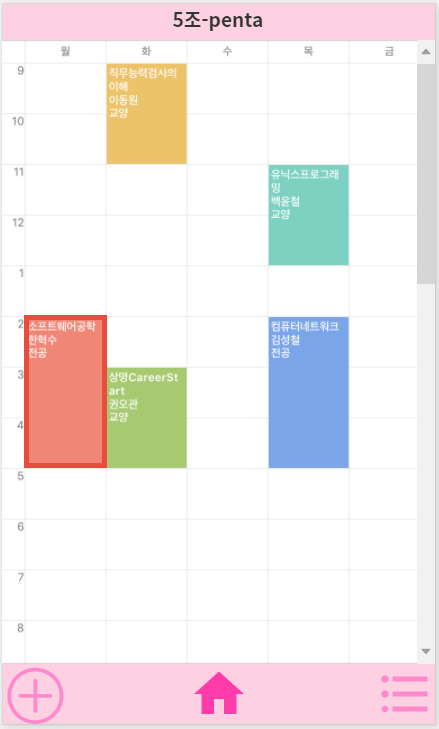 5조-penta
월 화 수 목 금
9
직무능력검사의
이해
이동원
교양
10
11
유닉스프로그래
밍
백윤철
교양
12
1
2
소프트웨어공학
한혁수
전공
컴퓨터네트워크
김성철
전공
3
상명CareerSt
art
권오관
교양
4
5
6
7
8